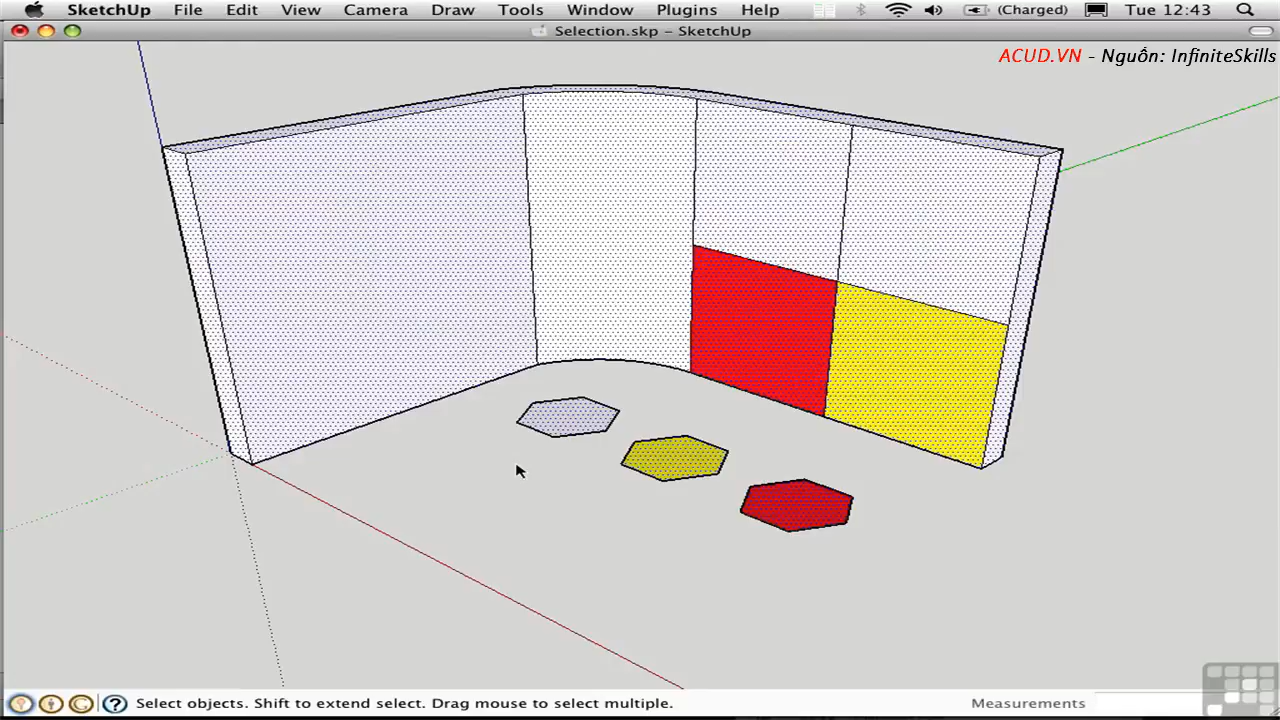 SketchUp File Edit View Camera Draw Tools Window Plugins Help (Charged) Tue 12:43
Selection.skp – SketchUp
ACUD.VN - Nguồn: InfiniteSkills
Select objects. Shift to extend select. Drag mouse to select multiple. Measurements